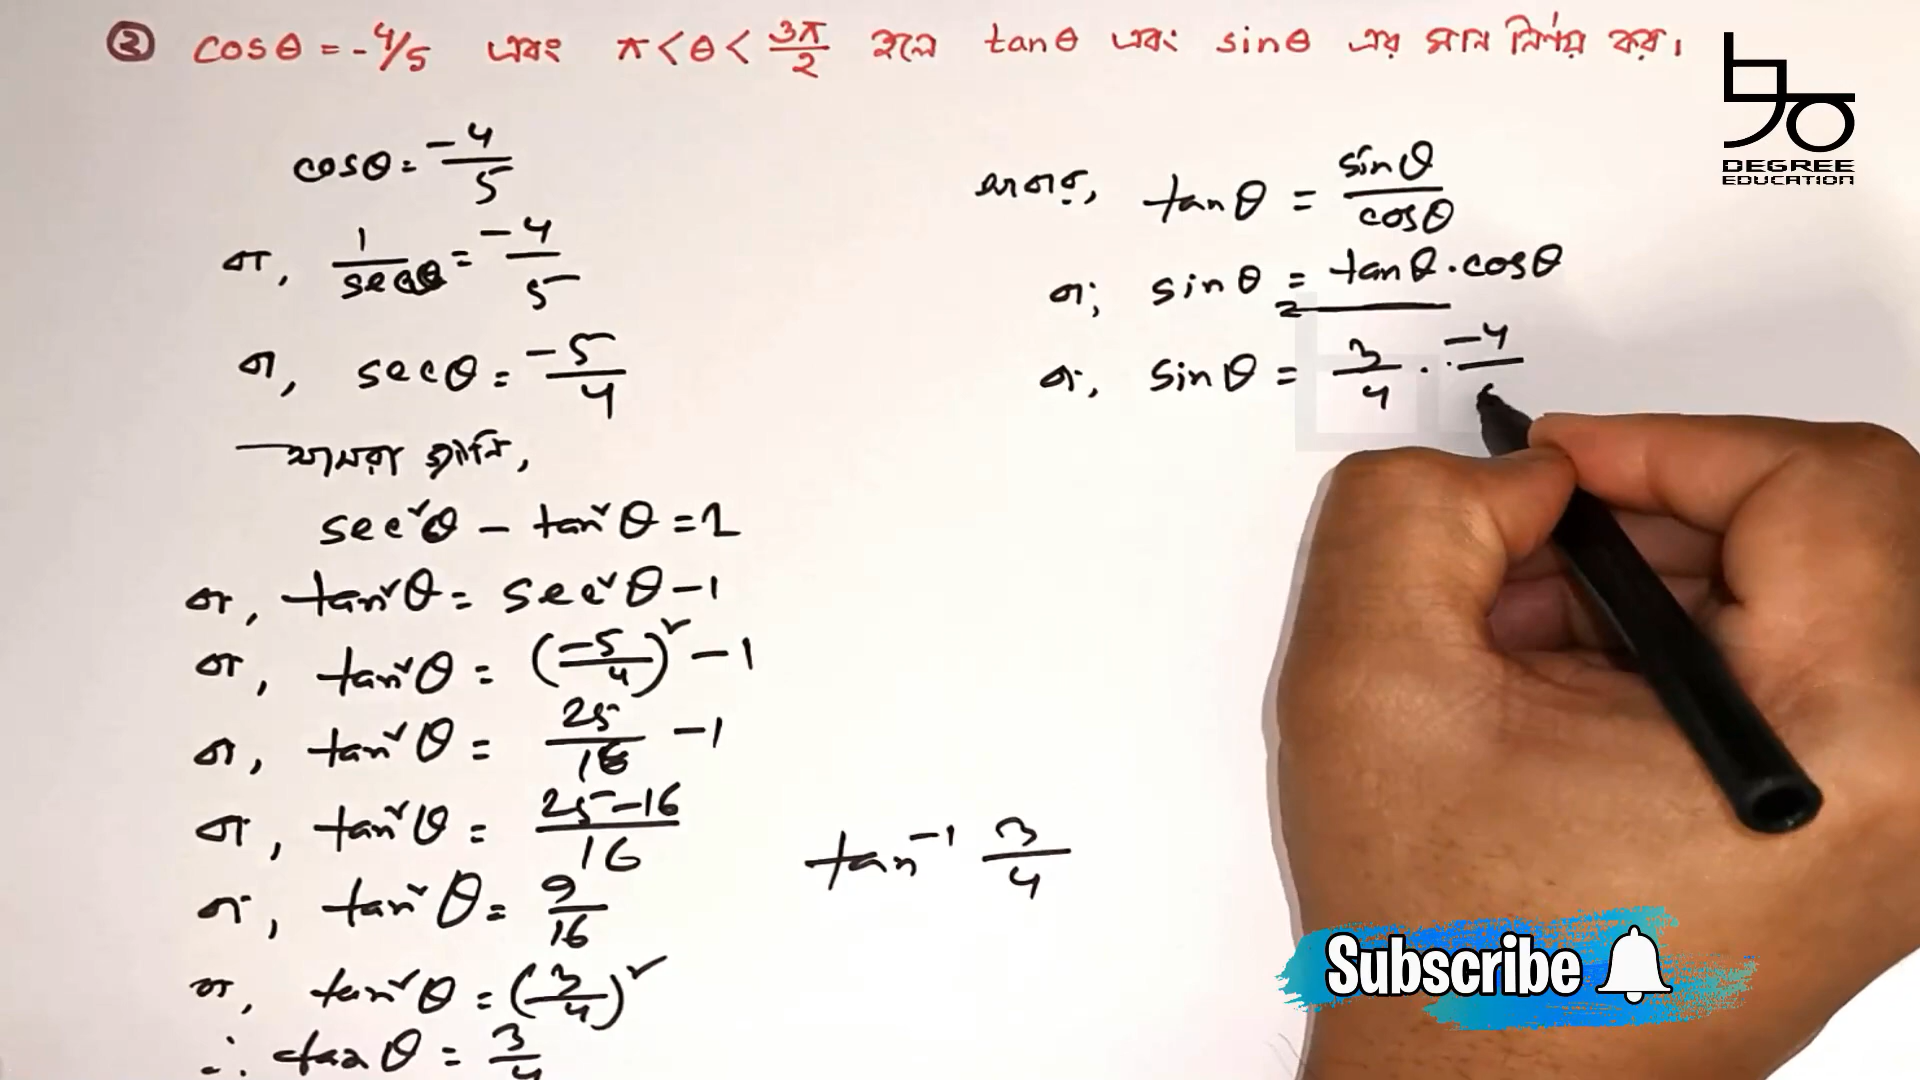 ② cosθ = -4/5 এবং π < θ < 3π/2 হলে tanθ এবং sinθ এর মান নির্ণয় কর।
DEGREE
EDUCATION
cosθ = -4/5
বা, 1/secθ = -4/5
বা, secθ = -5/4
আমরা জানি,
sec²θ - tan²θ = 1
বা, tan²θ = sec²θ - 1
বা, tan²θ = (-5/4)² - 1
বা, tan²θ = 25/16 - 1
বা, tan²θ = 25-16/16
বা, tan²θ = 9/16
বা, tan²θ = (3/4)²
∴ tanθ = 3/4
আবার, tanθ = sinθ/cosθ
বা, sinθ = tanθ.cosθ
বা, sinθ = 3/4 . -4/
tan⁻¹ 3/4
Subscribe